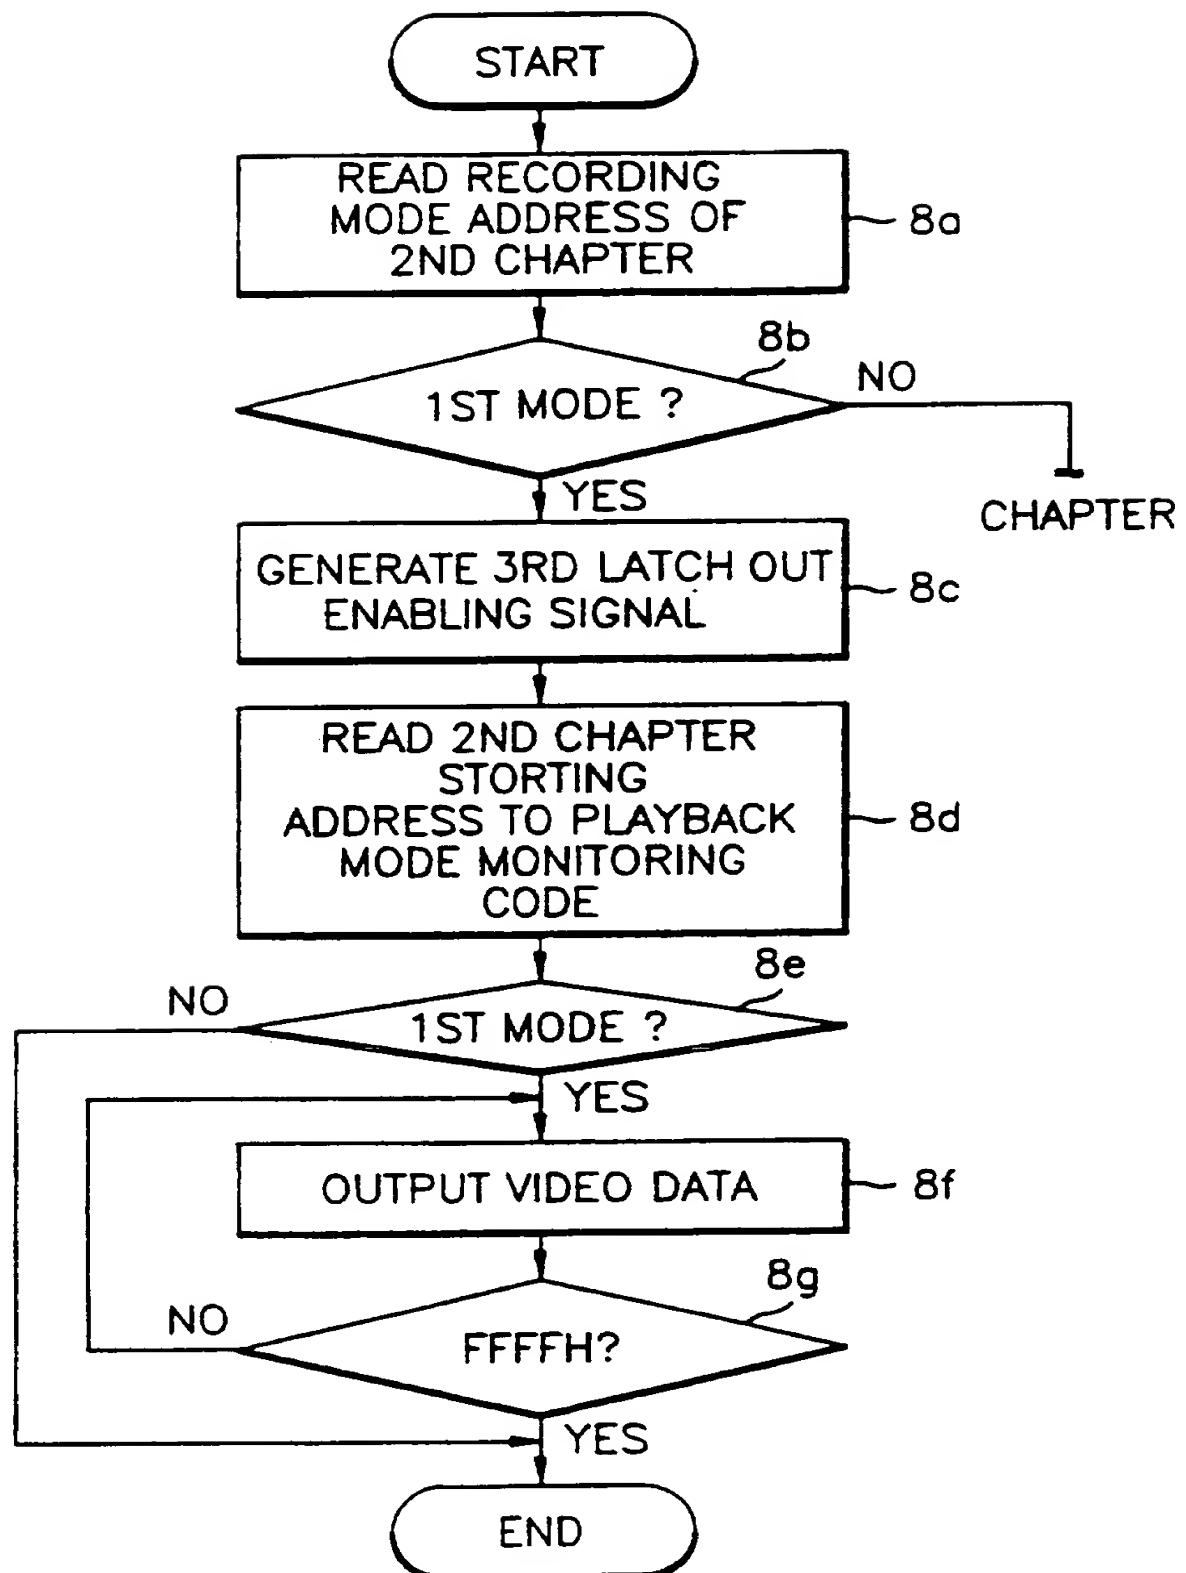 START
READ RECORDING
MODE ADDRESS OF
2ND CHAPTER
8a
8b
1ST MODE ?
NO
CHAPTER
YES
GENERATE 3RD LATCH OUT
ENABLING SIGNAL
8c
READ 2ND CHAPTER
STORTING
ADDRESS TO PLAYBACK
MODE MONITORING
CODE
8d
8e
NO
1ST MODE ?
YES
OUTPUT VIDEO DATA
8f
8g
NO
FFFFH?
YES
END